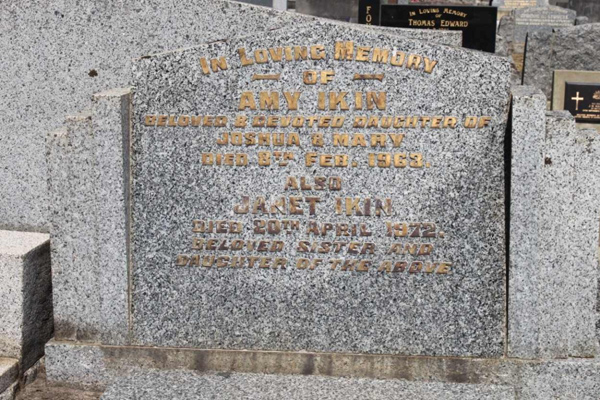 IN LOVING MEMORY OF
THOMAS EDWARD
IN LOVING MEMORY
OF
AMY IKIN
BELOVED & DEVOTED DAUGHTER OF
JOSHUA & MARY
DIED 8TH FEB. 1963.
ALSO
JANET IKIN
DIED 20TH APRIL 1972.
BELOVED SISTER AND
DAUGHTER OF THE ABOVE